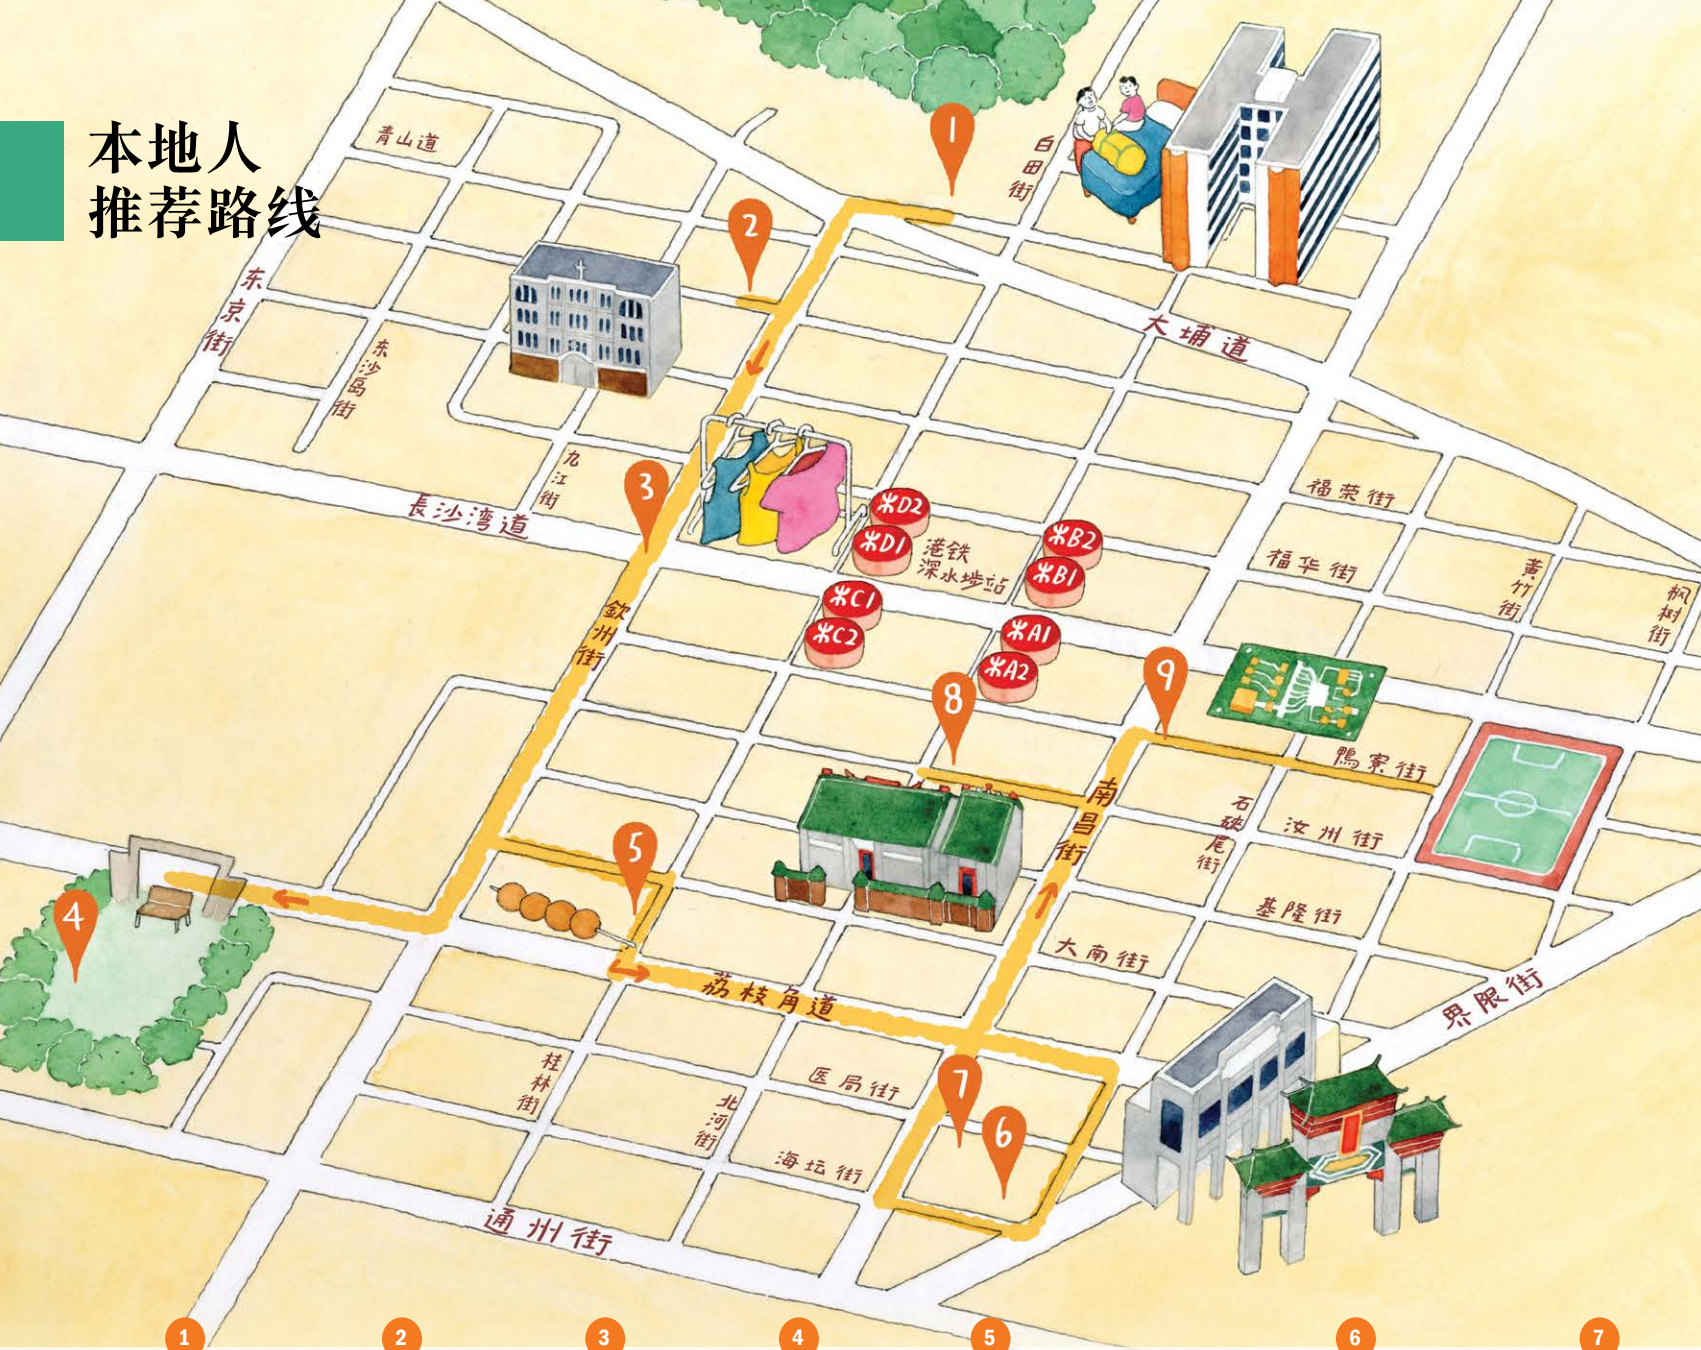 本地人
推荐路线
青山道
白田街
1
2
东京街
东沙岛街
大埔道
九江街
3
長沙湾道
D2
D1
港铁
深水埗站
B2
B1
C1
C2
A1
A2
福荣街
福华街
黄竹街
枫树街
欽州街
8
9
鴨寮街
南昌街
石硖尾街
汝州街
5
4
基隆街
大南街
荔枝角道
界限街
桂林街
北河街
医局街
7
6
海坛街
通州街
1
2
3
4
5
6
7